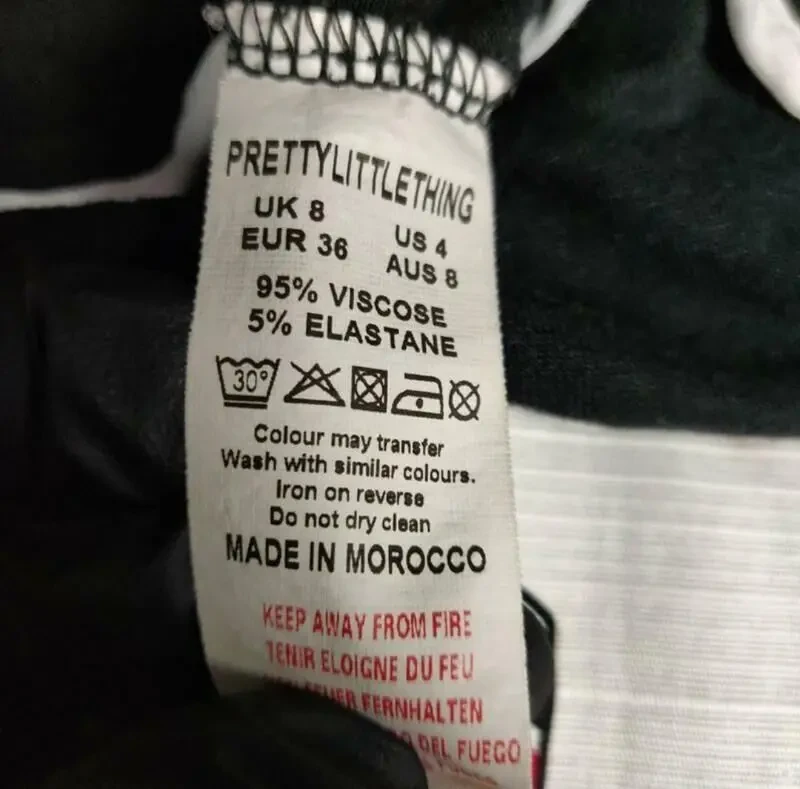 PRETTYLITTLETHING
UK 8 US 4
EUR 36 AUS 8
95% VISCOSE
5% ELASTANE
30°
Colour may transfer
Wash with similar colours.
Iron on reverse
Do not dry clean
MADE IN MOROCCO
KEEP AWAY FROM FIRE
TENIR ELOIGNE DU FEU
FERNHALTEN
DEL FUEGO